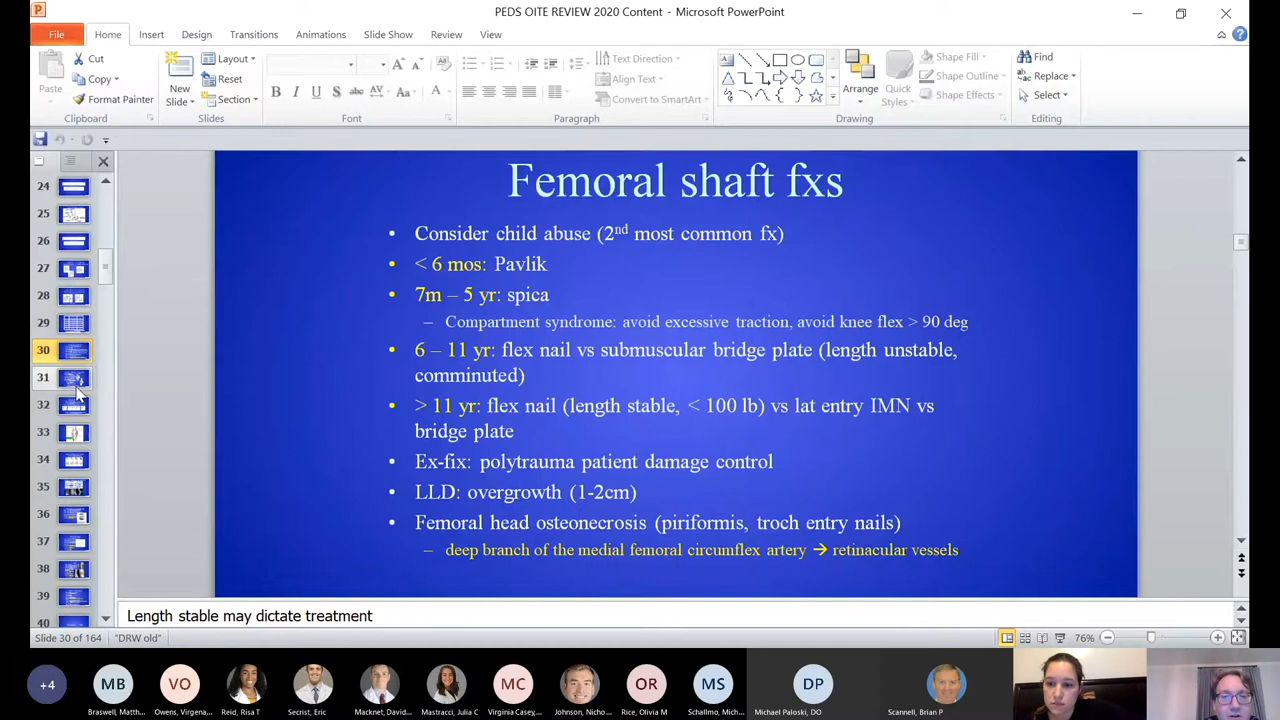 PEDS OITE REVIEW 2020 Content - Microsoft PowerPoint
File Home Insert Design Transitions Animations Slide Show Review View
Paste
Cut
Copy
Format Painter
Clipboard
New Slide
Layout
Reset
Section
Slides
Font
Text Direction
Align Text
Convert to SmartArt
Paragraph
Arrange
Quick Styles
Shape Fill
Shape Outline
Shape Effects
Drawing
Find
Replace
Select
Editing
24
25
26
27
28
29
30
31
32
33
34
35
36
37
38
39
40
Femoral shaft fxs
• Consider child abuse (2nd most common fx)
• < 6 mos: Pavlik
• 7m – 5 yr: spica
– Compartment syndrome: avoid excessive traction, avoid knee flex > 90 deg
• 6 – 11 yr: flex nail vs submuscular bridge plate (length unstable,
comminuted)
• > 11 yr: flex nail (length stable, < 100 lb) vs lat entry IMN vs
bridge plate
• Ex-fix: polytrauma patient damage control
• LLD: overgrowth (1-2cm)
• Femoral head osteonecrosis (piriformis, troch entry nails)
– deep branch of the medial femoral circumflex artery → retinacular vessels
Length stable may dictate treatment
Slide 30 of 164 "DRW old" 76%
+4 MB VO MC OR MS DP
Braswell, Matth... Owens, Virgena... Reid, Risa T Secrist, Eric Macknet, David... Mastracci, Julia C Virginia Casey,... Johnson, Nicho... Rice, Olivia M Schallmo, Mich... Michael Paloski, DO Scannell, Brian P